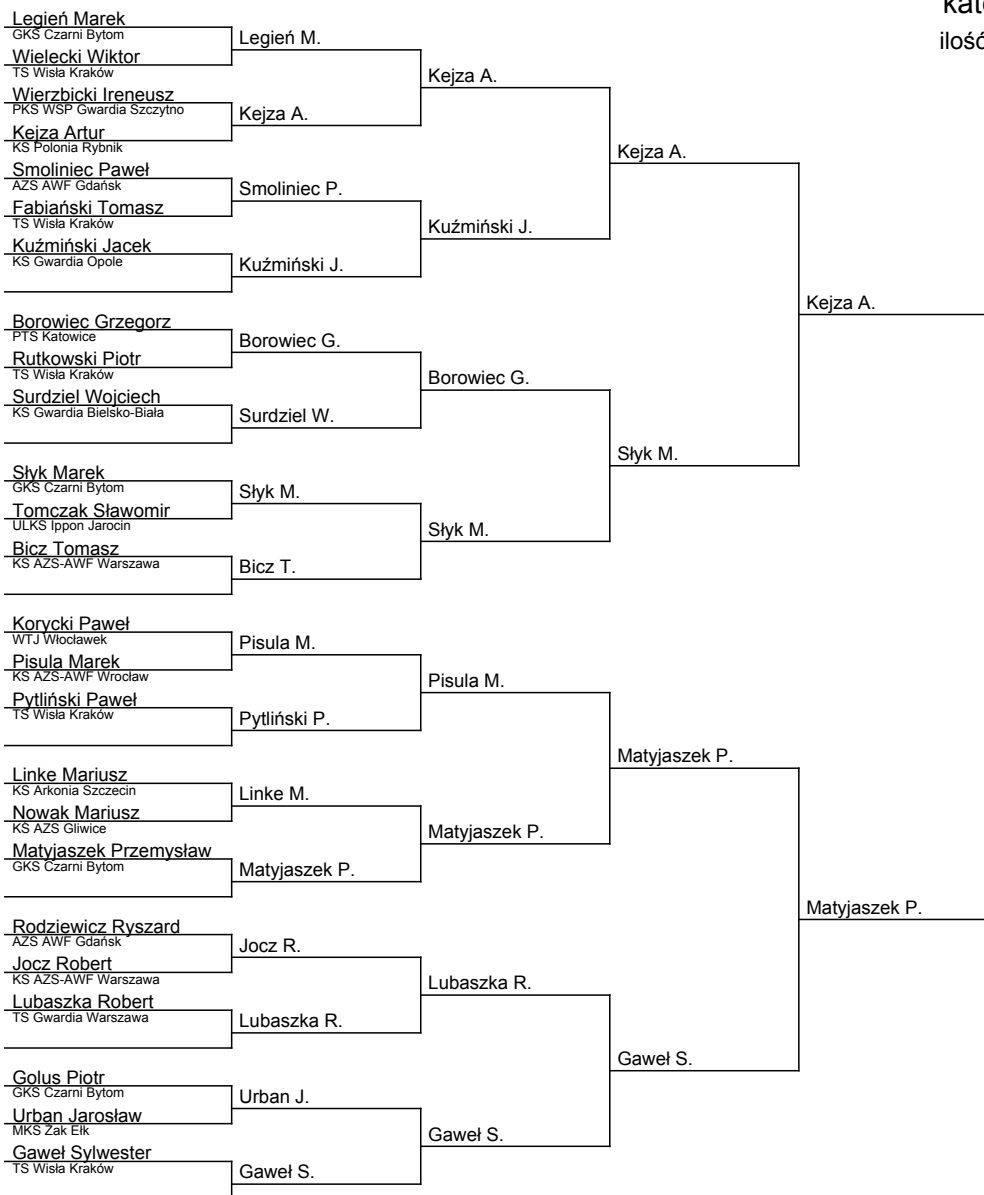 Legień Marek
GKS Czarni Bytom
Wielecki Wiktor
TS Wisła Kraków
Wierzbicki Ireneusz
PKS WSP Gwardia Szczytno
Kejza Artur
KS Polonia Rybnik
Smoliniec Paweł
AZS AWF Gdańsk
Fabiański Tomasz
TS Wisła Kraków
Kuźmiński Jacek
KS Gwardia Opole
Borowiec Grzegorz
PTS Katowice
Rutkowski Piotr
TS Wisła Kraków
Surdziel Wojciech
KS Gwardia Bielsko-Biała
Słyk Marek
GKS Czarni Bytom
Tomczak Sławomir
ULKS Ippon Jarocin
Bicz Tomasz
KS AZS-AWF Warszawa
Korycki Paweł
WTJ Włocławek
Pisula Marek
KS AZS-AWF Wrocław
Pytliński Paweł
TS Wisła Kraków
Linke Mariusz
KS Arkonia Szczecin
Nowak Mariusz
KS AZS Gliwice
Matyjaszek Przemysław
GKS Czarni Bytom
Rodziewicz Ryszard
AZS AWF Gdańsk
Jocz Robert
KS AZS-AWF Warszawa
Lubaszka Robert
TS Gwardia Warszawa
Golus Piotr
GKS Czarni Bytom
Urban Jarosław
MKS Żak Ełk
Gaweł Sylwester
TS Wisła Kraków
Legień M.
Kejza A.
Smoliniec P.
Kuźmiński J.
Borowiec G.
Surdziel W.
Słyk M.
Bicz T.
Pisula M.
Pytliński P.
Linke M.
Matyjaszek P.
Jocz R.
Lubaszka R.
Urban J.
Gaweł S.
Kejza A.
Kuźmiński J.
Borowiec G.
Słyk M.
Pisula M.
Matyjaszek P.
Lubaszka R.
Gaweł S.
Kejza A.
Słyk M.
Matyjaszek P.
Gaweł S.
Kejza A.
Matyjaszek P.
ilość